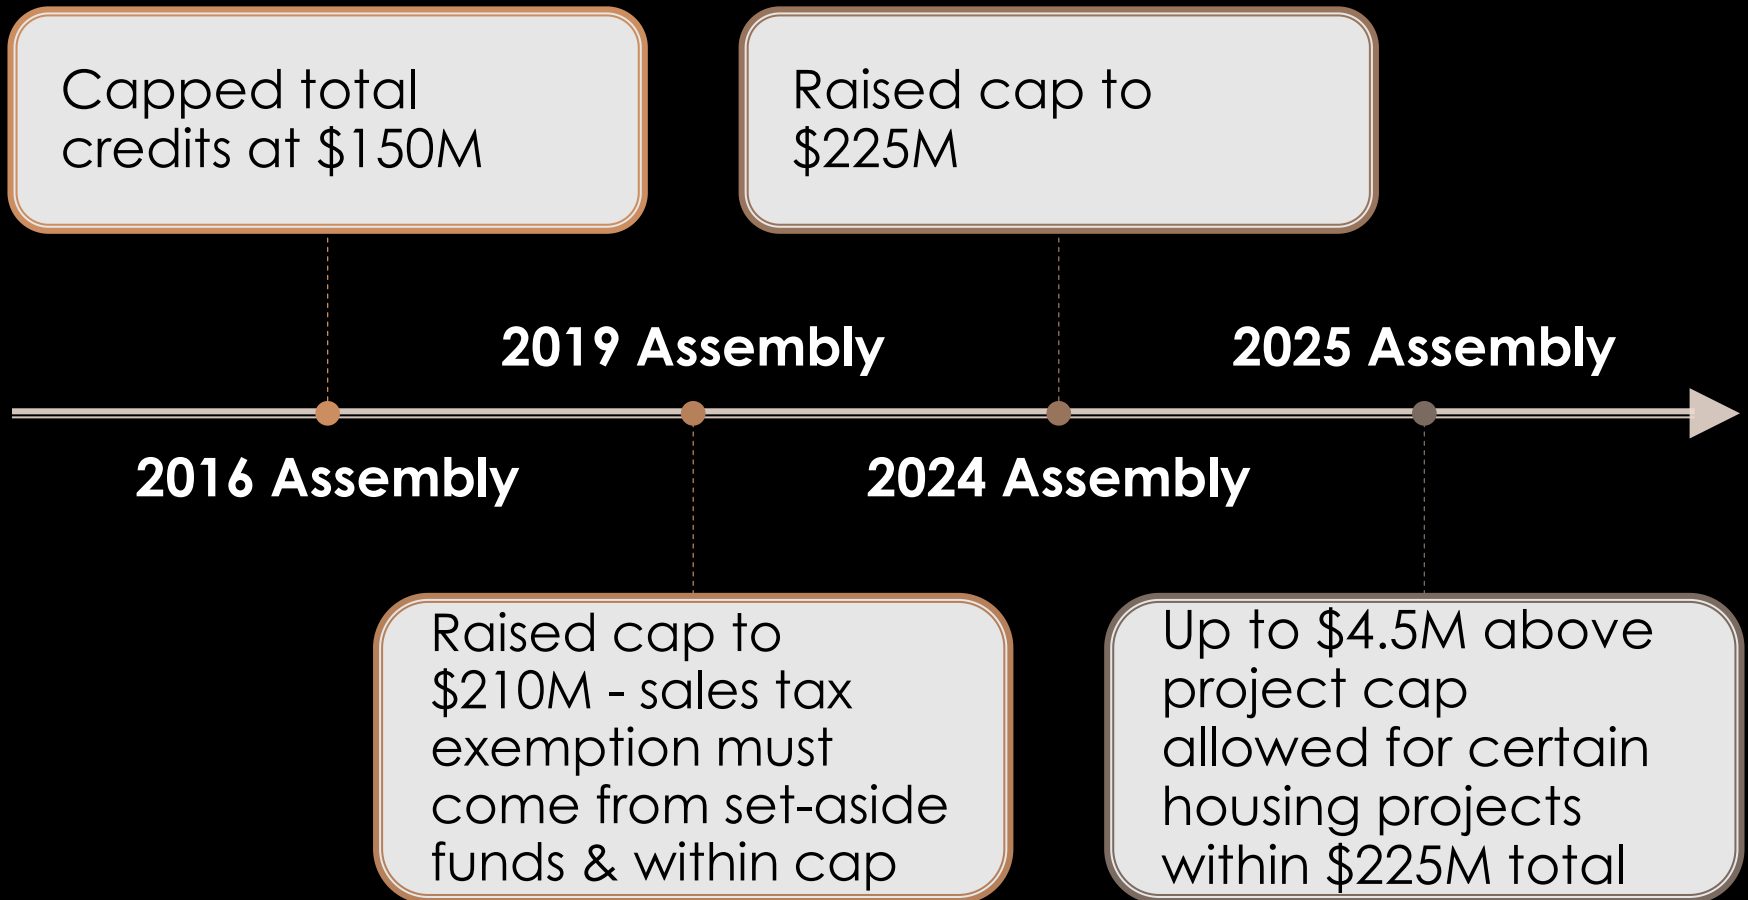 Capped total
credits at $150M
Raised cap to
$225M
2019 Assembly
2025 Assembly
2016 Assembly
2024 Assembly
Raised cap to
$210M - sales tax
exemption must
come from set-aside
funds & within cap
Up to $4.5M above
project cap
allowed for certain
housing projects
within $225M total